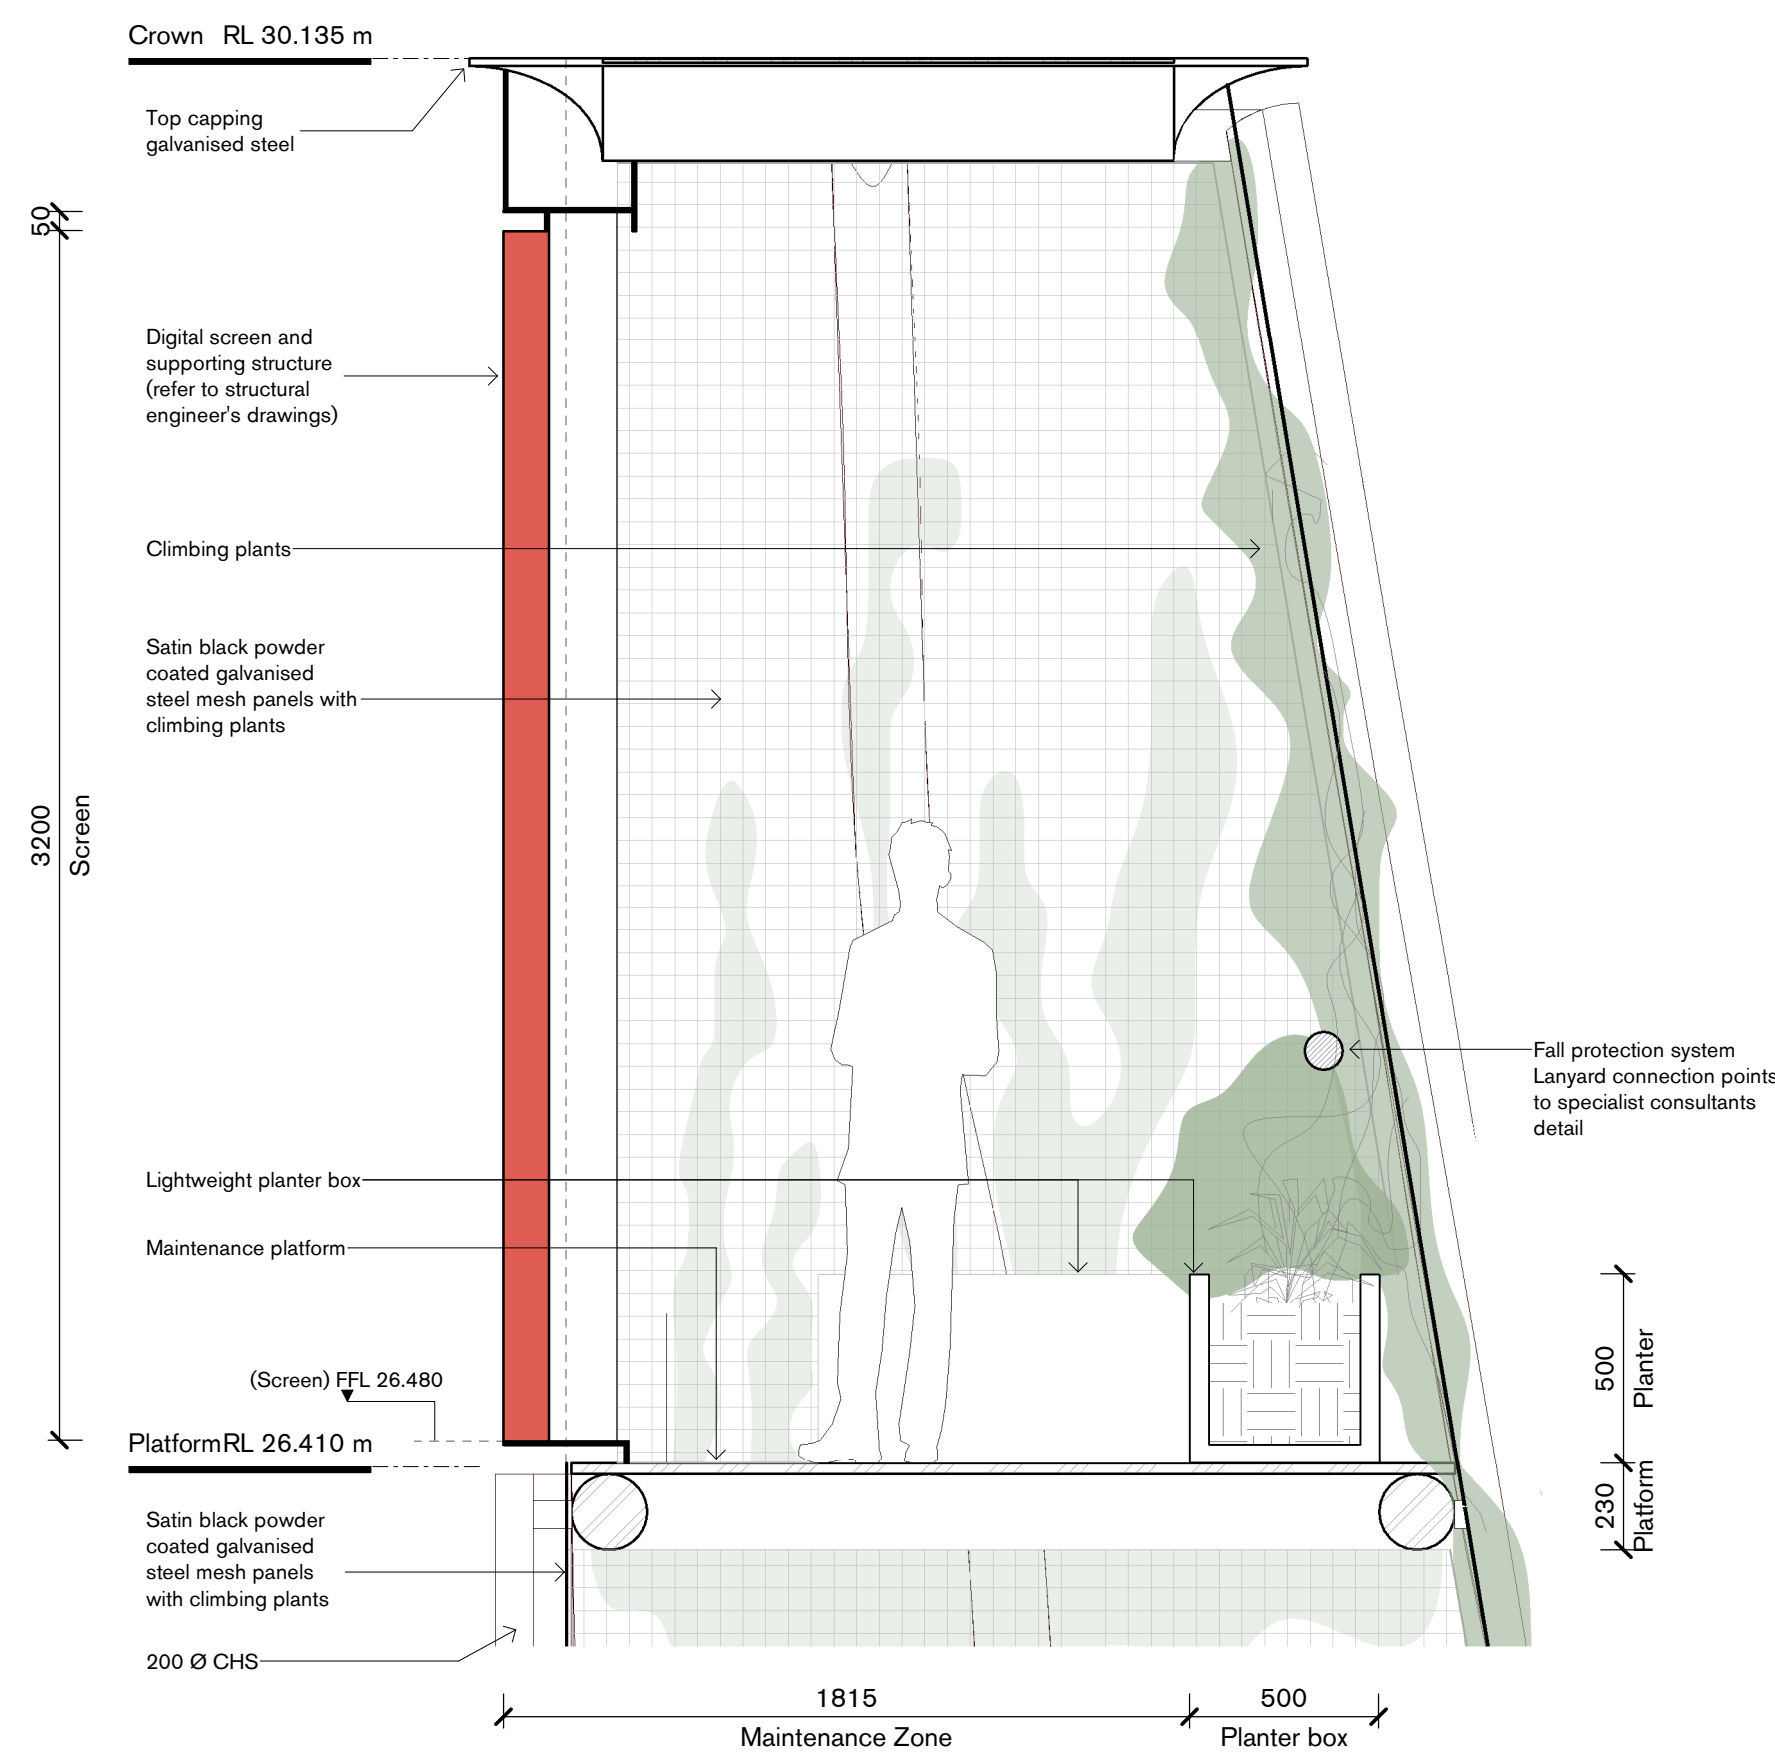 Crown RL 30.135 m
Top capping
galvanised steel
50
Digital screen and
supporting structure
(refer to structural
engineer's drawings)
Climbing plants
Satin black powder
coated galvanised
steel mesh panels with
climbing plants
3200
Screen
Fall protection system
Lanyard connection points
to specialist consultants
detail
Lightweight planter box
Maintenance platform
(Screen) FFL 26.480
500
Planter
Platform RL 26.410 m
230
Platform
Satin black powder
coated galvanised
steel mesh panels
with climbing plants
200 Ø CHS
1815
Maintenance Zone
500
Planter box